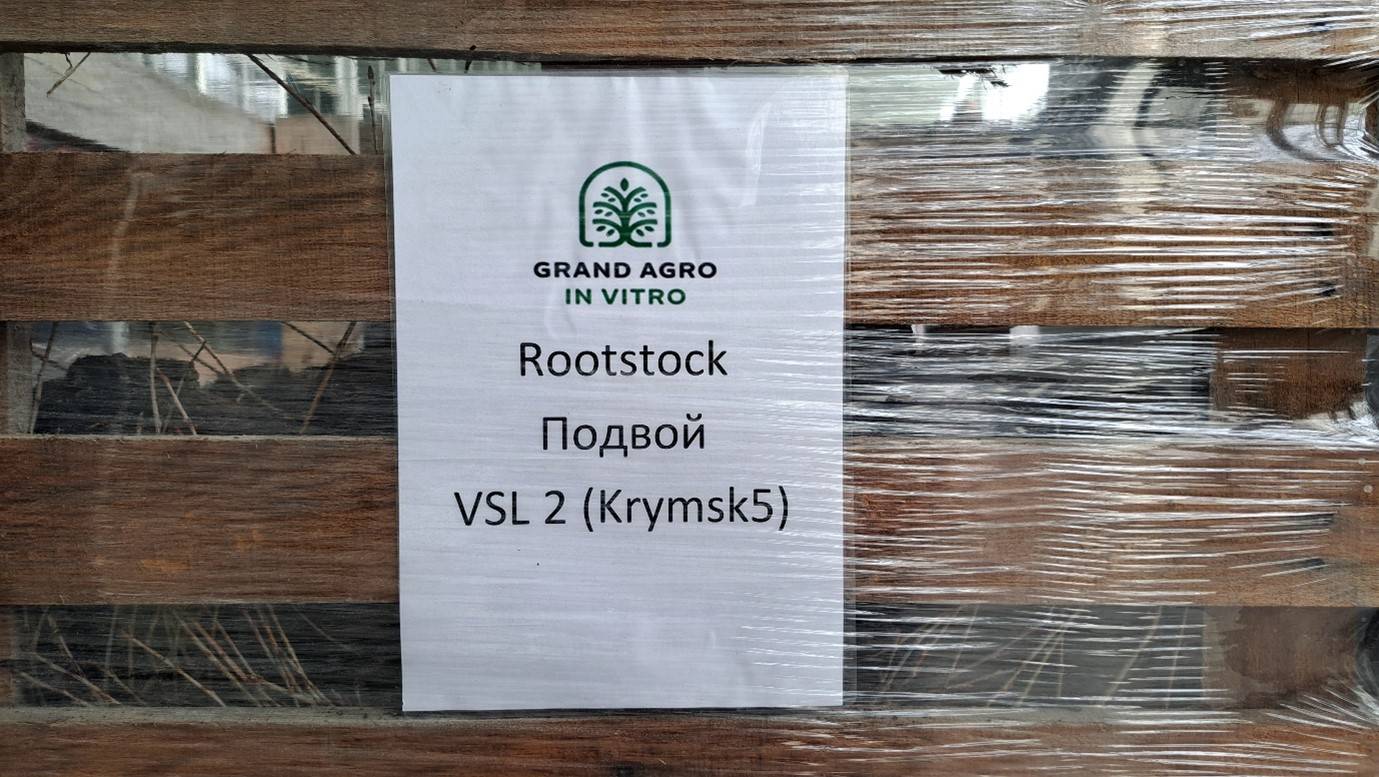 GRAND AGRO
IN VITRO
Rootstock
Подвой
VSL 2 (Krymsk5)